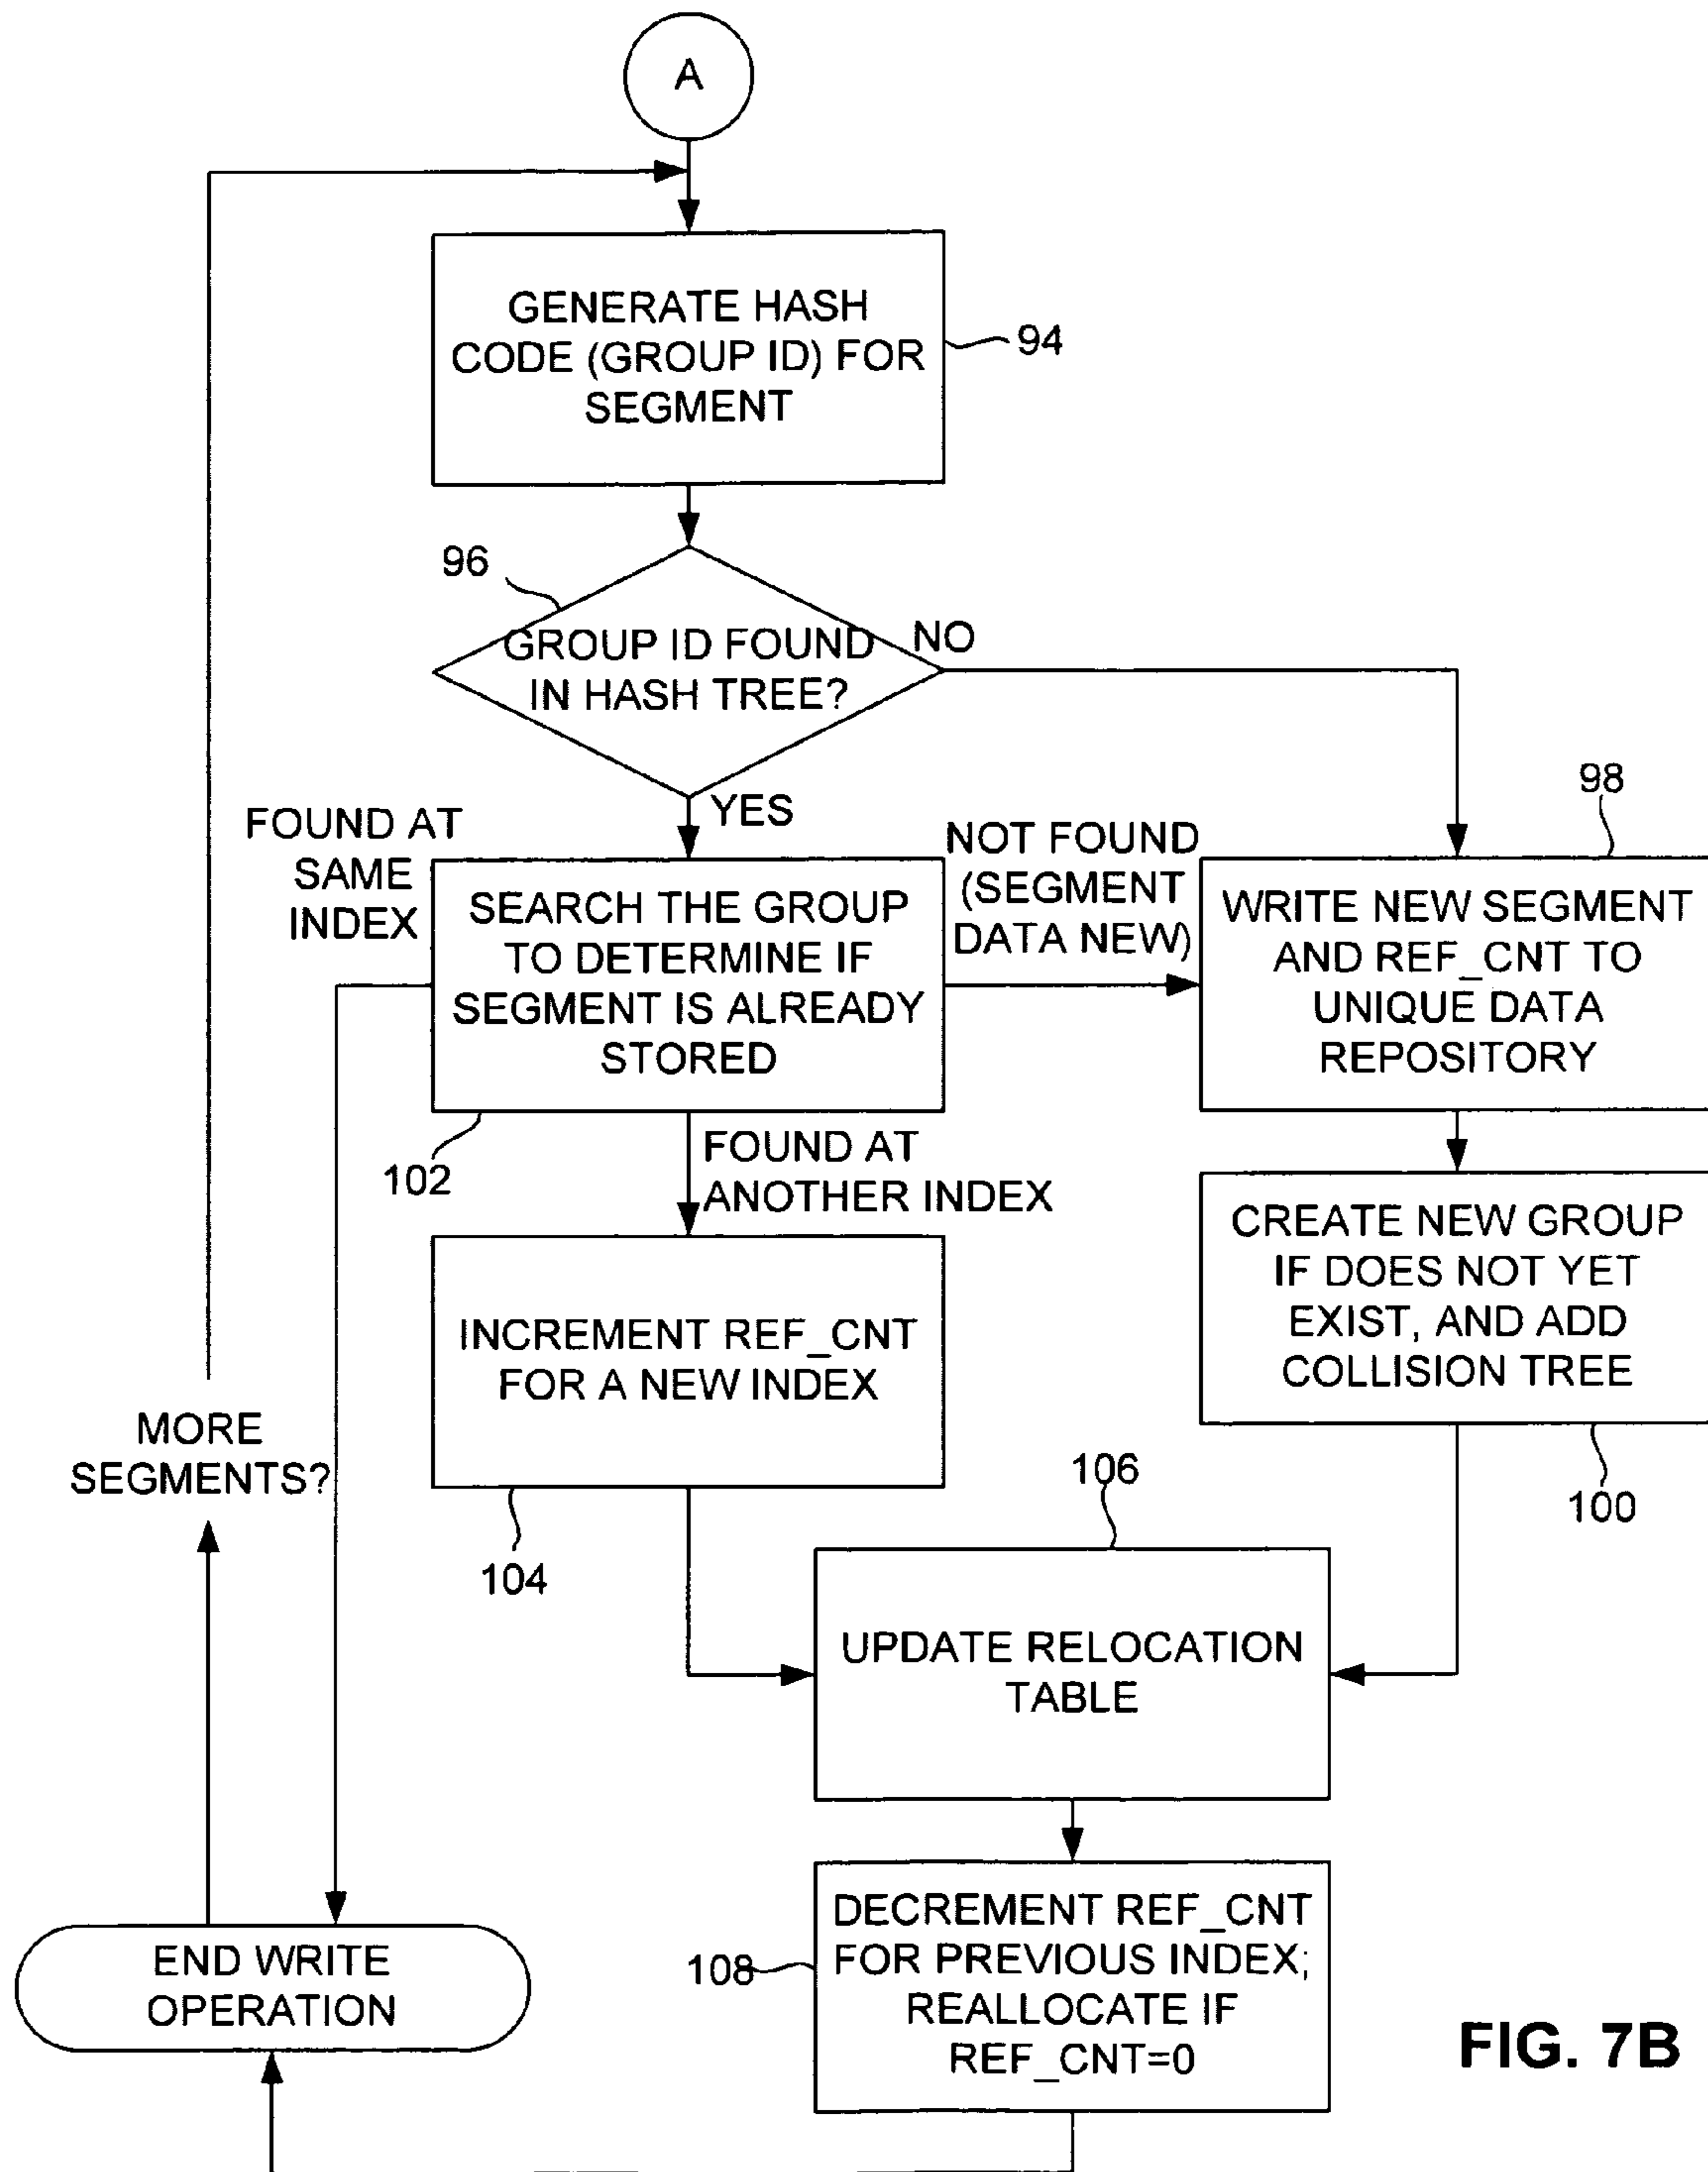 A
GENERATE HASH
CODE (GROUP ID) FOR
SEGMENT
94
96
GROUP ID FOUND
IN HASH TREE?
NO
YES
98
FOUND AT
SAME
INDEX
SEARCH THE GROUP
TO DETERMINE IF
SEGMENT IS ALREADY
STORED
102
NOT FOUND
(SEGMENT
DATA NEW)
WRITE NEW SEGMENT
AND REF_CNT TO
UNIQUE DATA
REPOSITORY
FOUND AT
ANOTHER INDEX
CREATE NEW GROUP
IF DOES NOT YET
EXIST, AND ADD
COLLISION TREE
100
INCREMENT REF_CNT
FOR A NEW INDEX
104
MORE
SEGMENTS?
106
UPDATE RELOCATION
TABLE
DECREMENT REF_CNT
FOR PREVIOUS INDEX;
REALLOCATE IF
REF_CNT=0
108
END WRITE
OPERATION
FIG. 7B